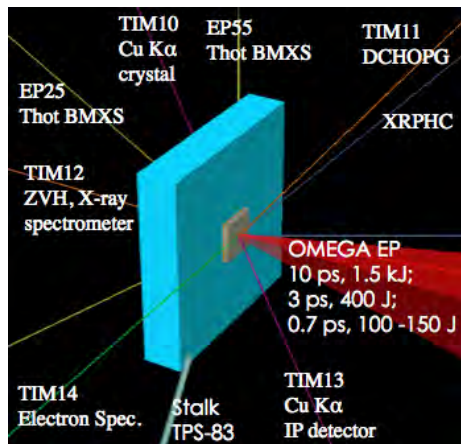 TIM10
Cu Kα
crystal
EP55
Thot BMXS
TIM11
DCHOPG
EP25
Thot BMXS
XRPHC
TIM12
ZVH, X-ray
spectrometer
OMEGA EP
10 ps, 1.5 kJ;
3 ps, 400 J;
0.7 ps, 100 -150 J
TIM14
Electron Spec.
Stalk
TPS-83
TIM13
Cu Kα
IP detector